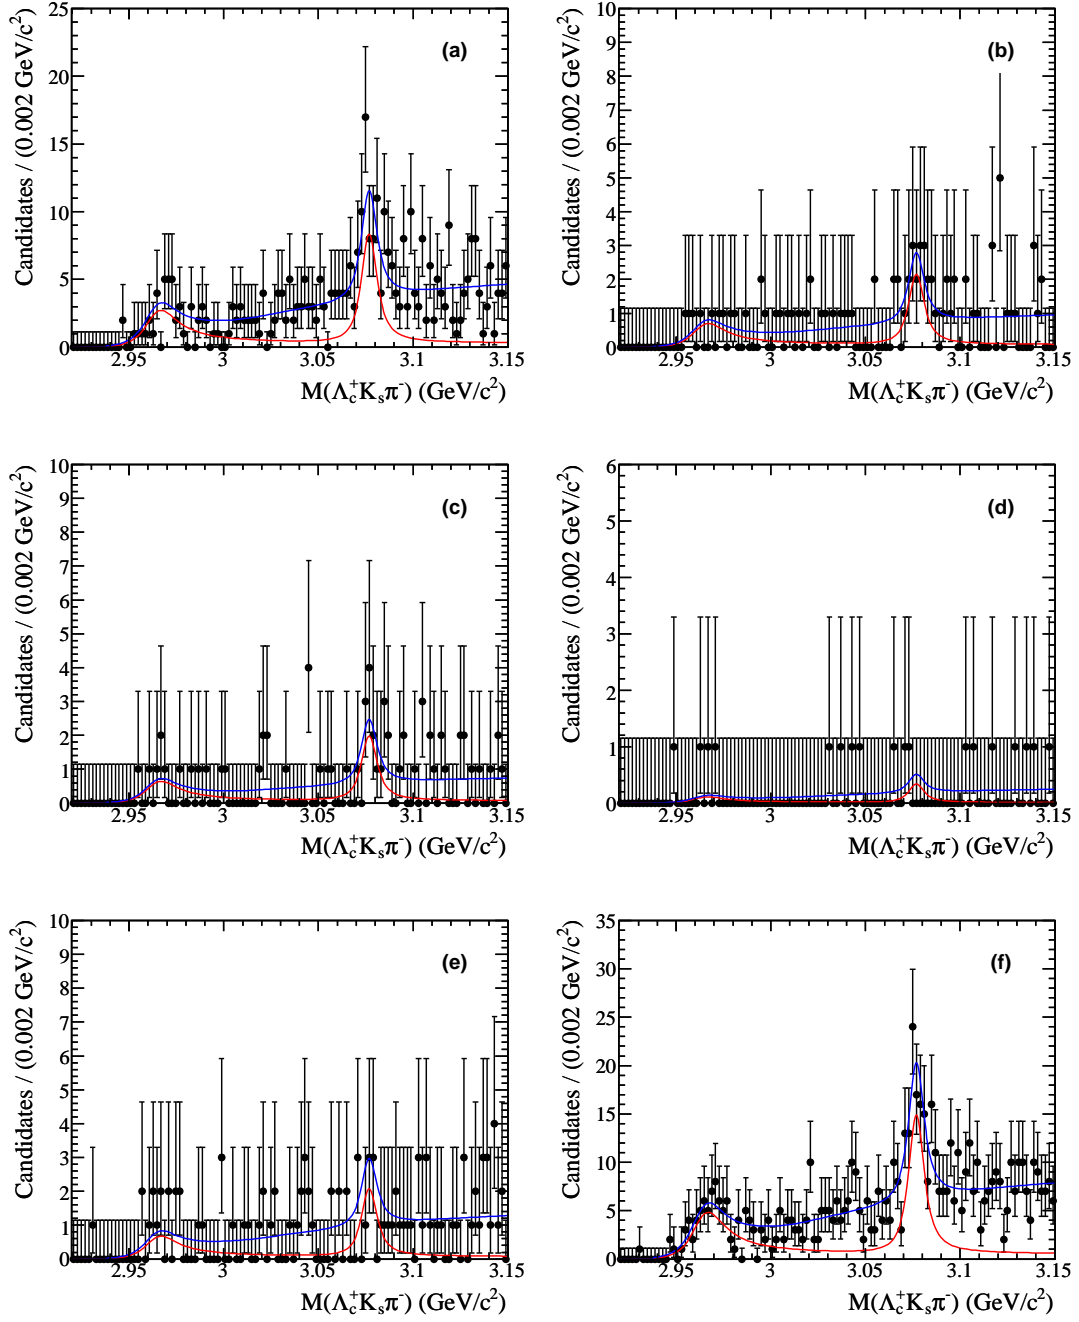 Candidates / (0.002 GeV/c²)
25
20
15
10
5
0
(a)
2.95 3 3.05 3.1 3.15
M(Λc⁺Ksπ⁻) (GeV/c²)
Candidates / (0.002 GeV/c²)
10
9
8
7
6
5
4
3
2
1
0
(b)
2.95 3 3.05 3.1 3.15
M(Λc⁺Ksπ⁻) (GeV/c²)
Candidates / (0.002 GeV/c²)
10
9
8
7
6
5
4
3
2
1
0
(c)
2.95 3 3.05 3.1 3.15
M(Λc⁺Ksπ⁻) (GeV/c²)
Candidates / (0.002 GeV/c²)
6
5
4
3
2
1
0
(d)
2.95 3 3.05 3.1 3.15
M(Λc⁺Ksπ⁻) (GeV/c²)
Candidates / (0.002 GeV/c²)
10
9
8
7
6
5
4
3
2
1
0
(e)
2.95 3 3.05 3.1 3.15
M(Λc⁺Ksπ⁻) (GeV/c²)
Candidates / (0.002 GeV/c²)
35
30
25
20
15
10
5
0
(f)
2.95 3 3.05 3.1 3.15
M(Λc⁺Ksπ⁻) (GeV/c²)